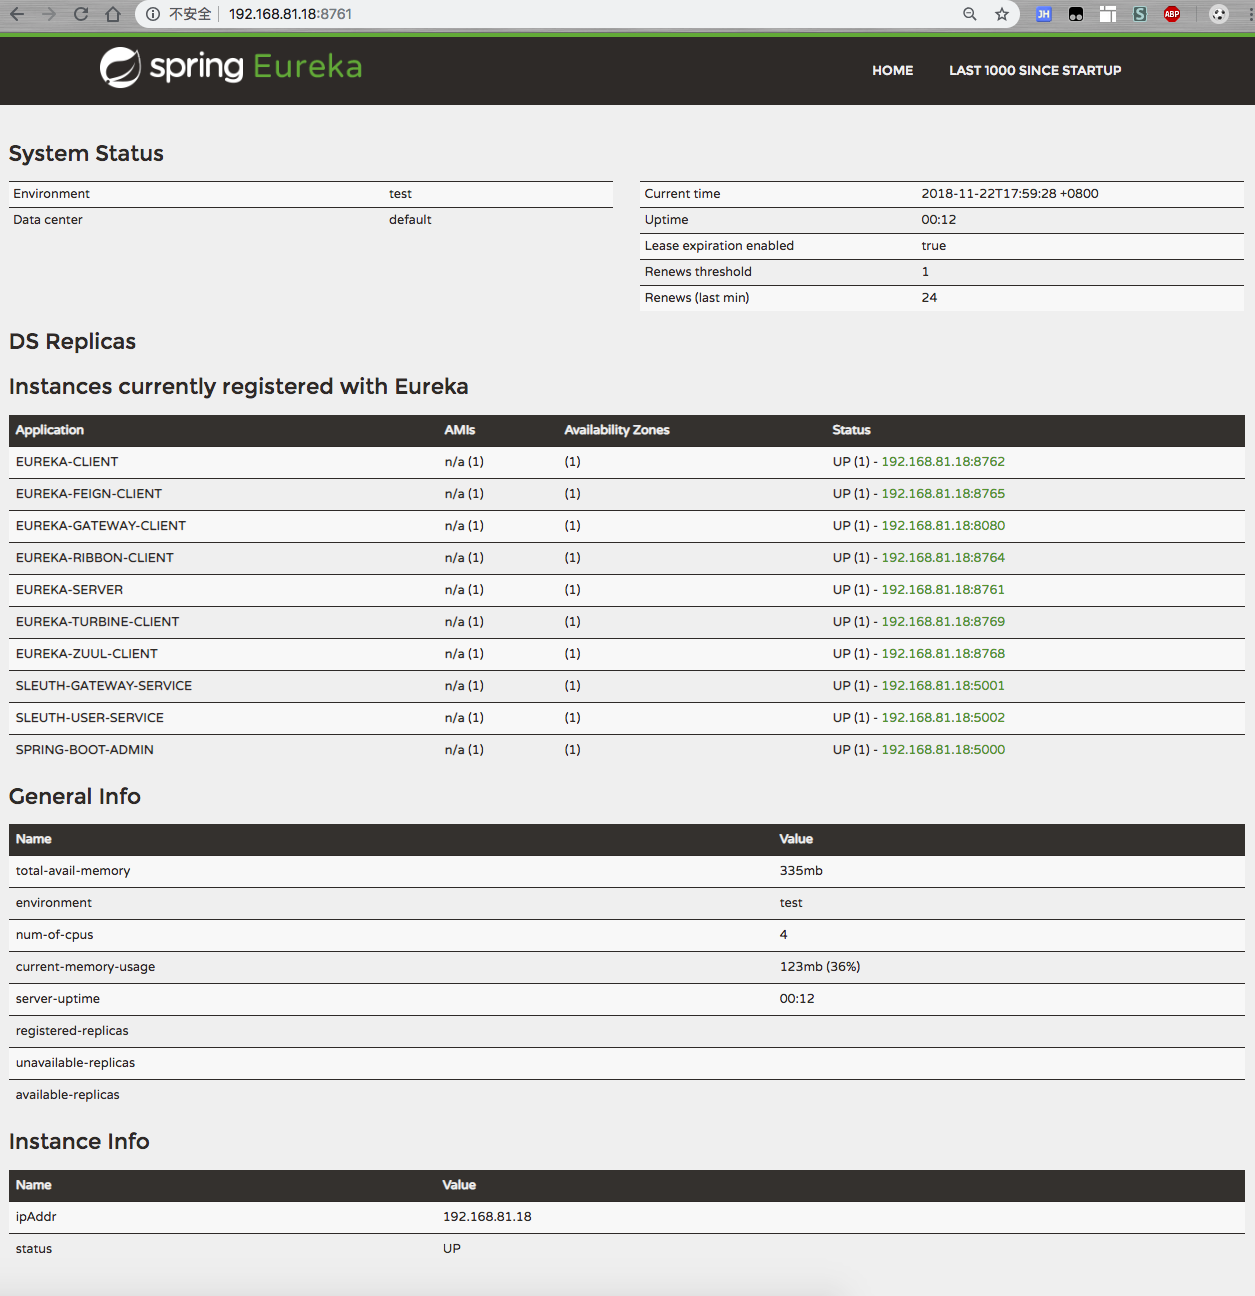 不安全 192.168.81.18:8761
JH S ABP
spring Eureka HOME LAST 1000 SINCE STARTUP
System Status
Environment test
Data center default
Current time 2018-11-22T17:59:28 +0800
Uptime 00:12
Lease expiration enabled true
Renews threshold 1
Renews (last min) 24
DS Replicas
Instances currently registered with Eureka
Application AMIs Availability Zones Status
EUREKA-CLIENT n/a (1) (1) UP (1) - 192.168.81.18:8762
EUREKA-FEIGN-CLIENT n/a (1) (1) UP (1) - 192.168.81.18:8765
EUREKA-GATEWAY-CLIENT n/a (1) (1) UP (1) - 192.168.81.18:8080
EUREKA-RIBBON-CLIENT n/a (1) (1) UP (1) - 192.168.81.18:8764
EUREKA-SERVER n/a (1) (1) UP (1) - 192.168.81.18:8761
EUREKA-TURBINE-CLIENT n/a (1) (1) UP (1) - 192.168.81.18:8769
EUREKA-ZUUL-CLIENT n/a (1) (1) UP (1) - 192.168.81.18:8768
SLEUTH-GATEWAY-SERVICE n/a (1) (1) UP (1) - 192.168.81.18:5001
SLEUTH-USER-SERVICE n/a (1) (1) UP (1) - 192.168.81.18:5002
SPRING-BOOT-ADMIN n/a (1) (1) UP (1) - 192.168.81.18:5000
General Info
Name Value
total-avail-memory 335mb
environment test
num-of-cpus 4
current-memory-usage 123mb (36%)
server-uptime 00:12
registered-replicas
unavailable-replicas
available-replicas
Instance Info
Name Value
ipAddr 192.168.81.18
status UP